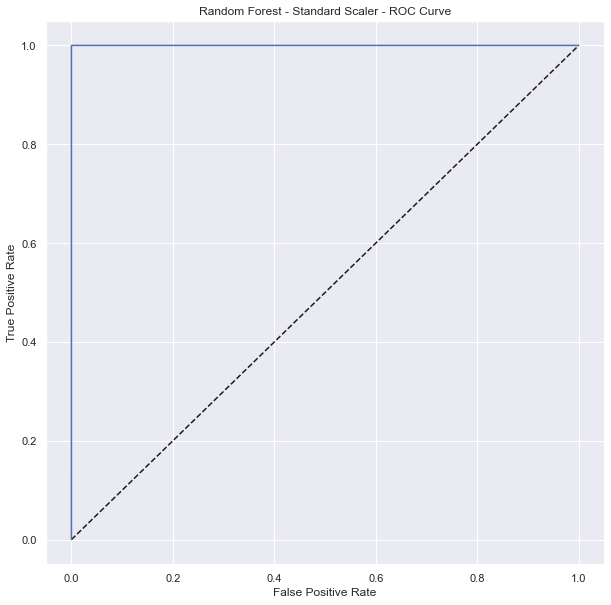 Random Forest - Standard Scaler - ROC Curve
True Positive Rate
1.0
0.8
0.6
0.4
0.2
0.0
0.0 0.2 0.4 0.6 0.8 1.0
False Positive Rate